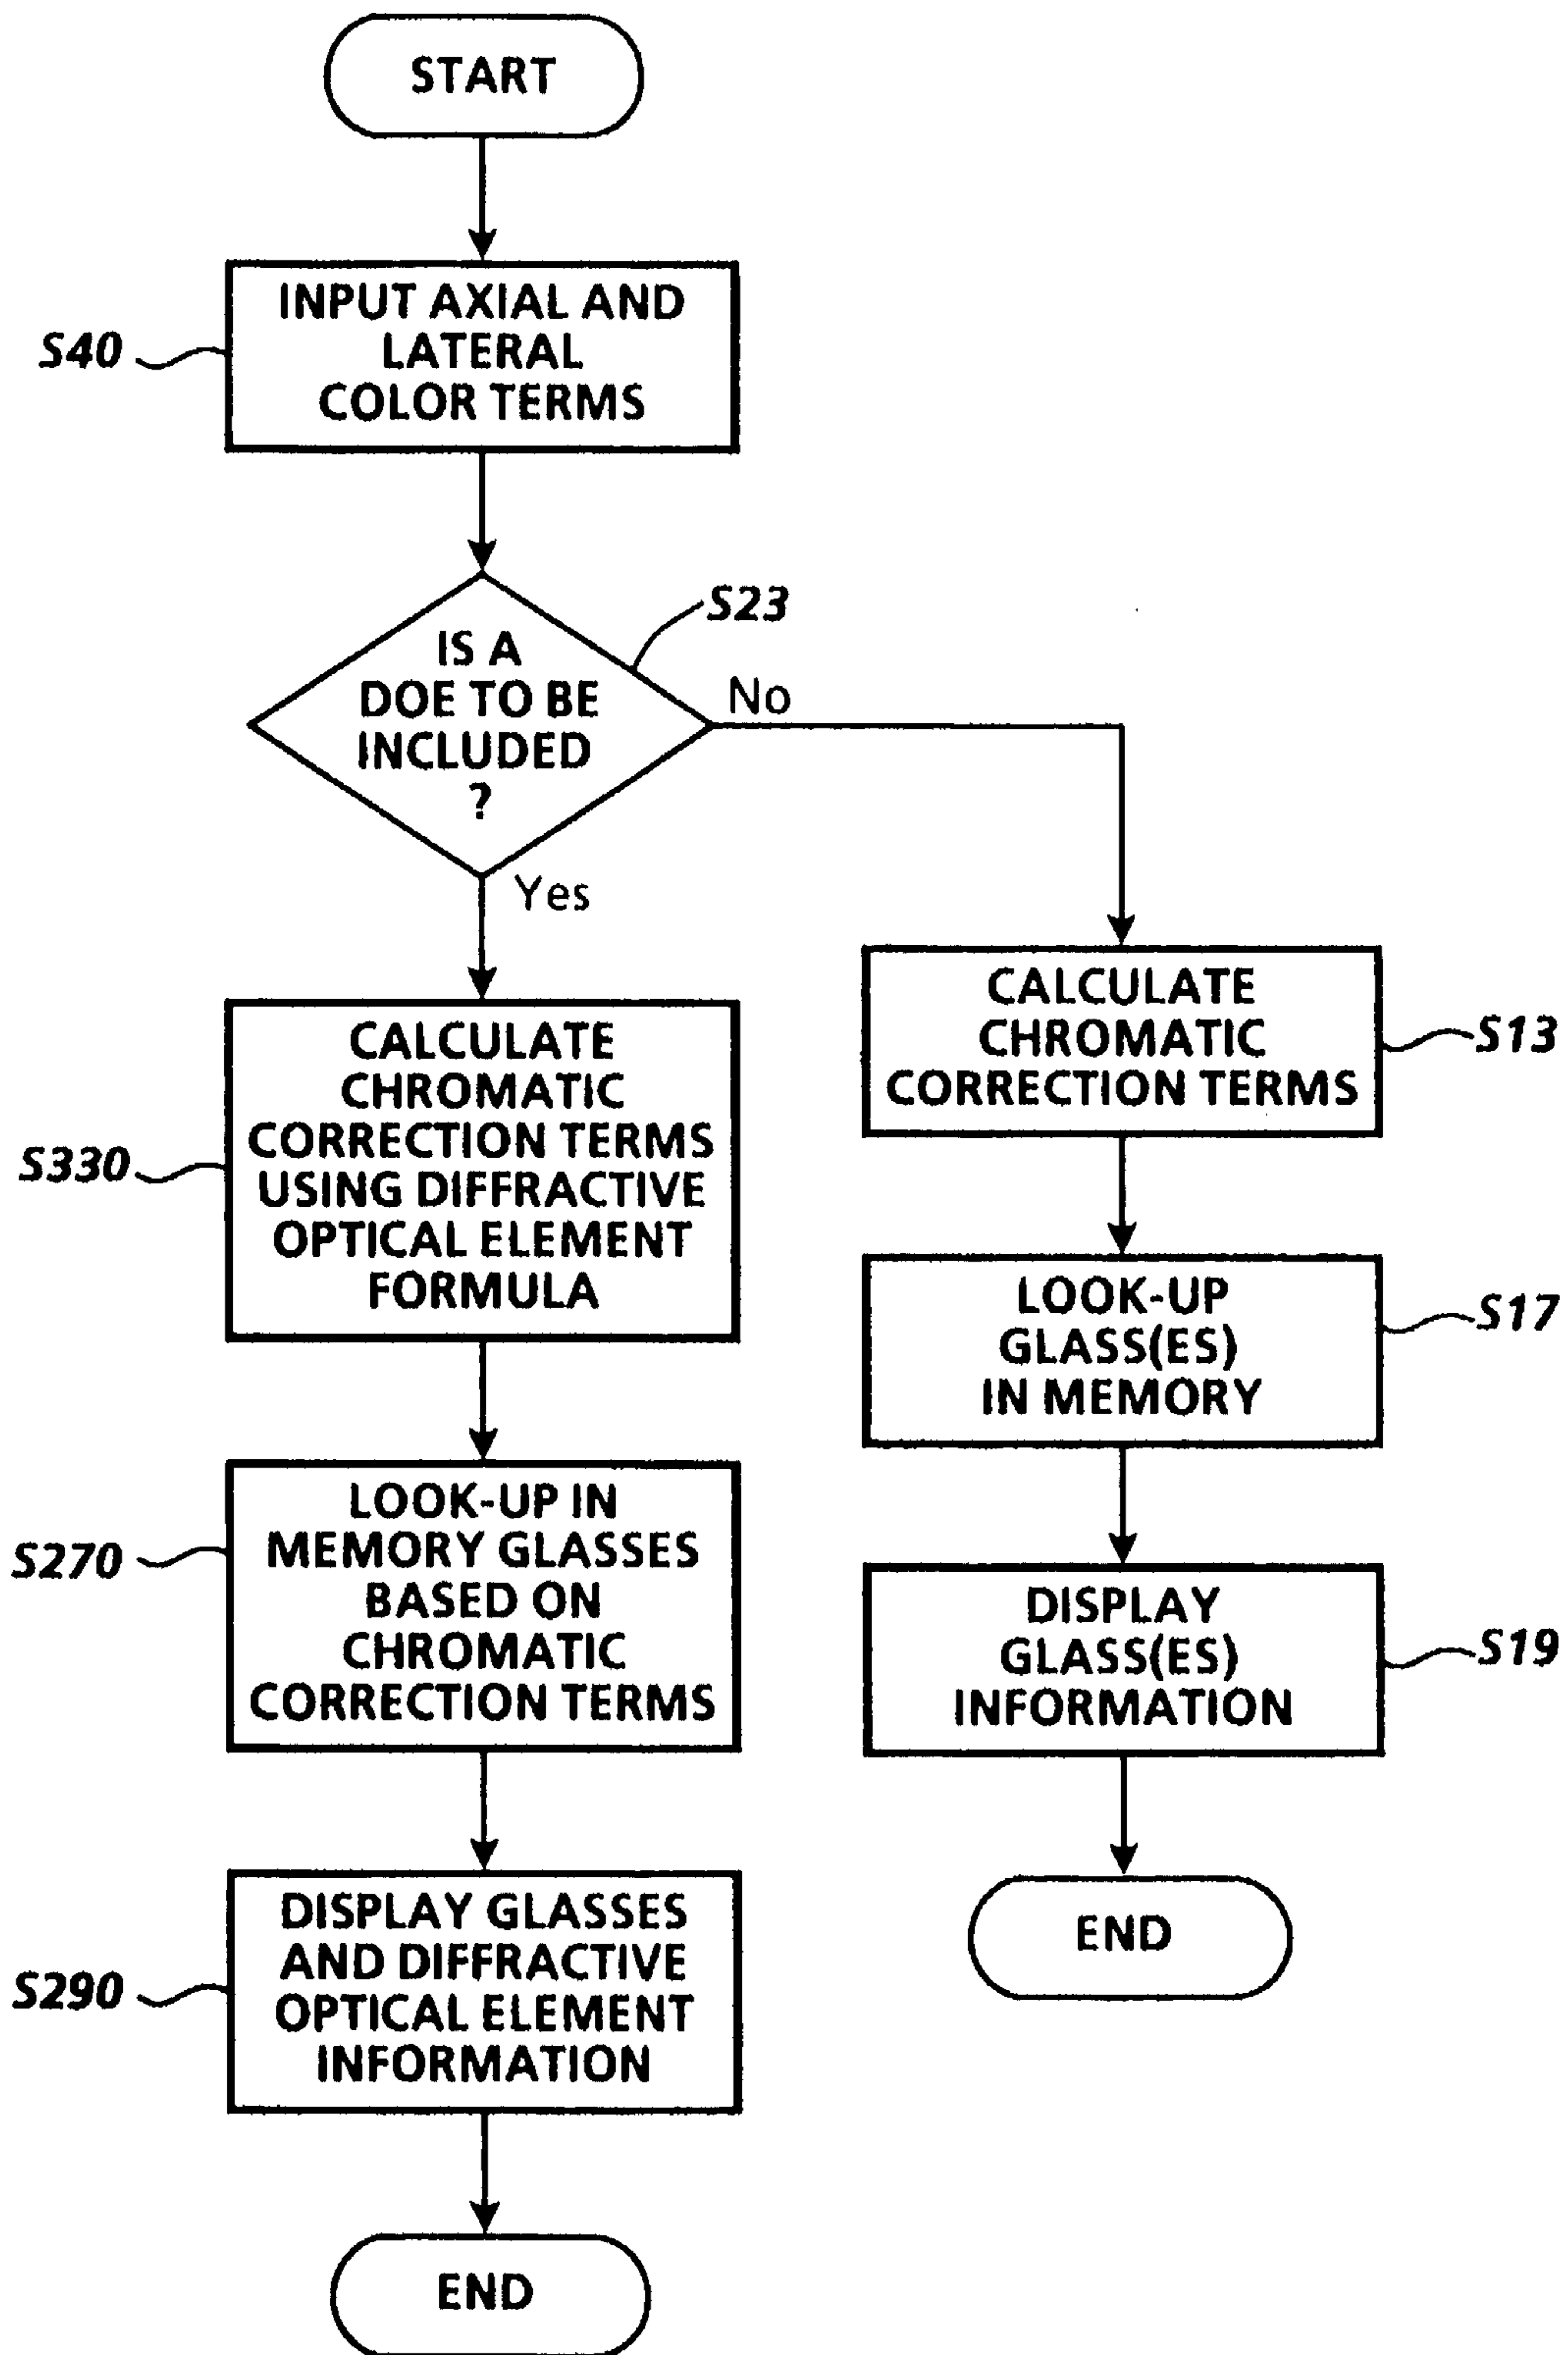 START
S40
INPUT AXIAL AND
LATERAL
COLOR TERMS
S23
IS A
DOE TO BE
INCLUDED
?
No
Yes
S330
CALCULATE
CHROMATIC
CORRECTION TERMS
USING DIFFRACTIVE
OPTICAL ELEMENT
FORMULA
S270
LOOK-UP IN
MEMORY GLASSES
BASED ON
CHROMATIC
CORRECTION TERMS
S290
DISPLAY GLASSES
AND DIFFRACTIVE
OPTICAL ELEMENT
INFORMATION
END
CALCULATE
CHROMATIC
CORRECTION TERMS
S13
LOOK-UP
GLASS(ES)
IN MEMORY
S17
DISPLAY
GLASS(ES)
INFORMATION
S19
END